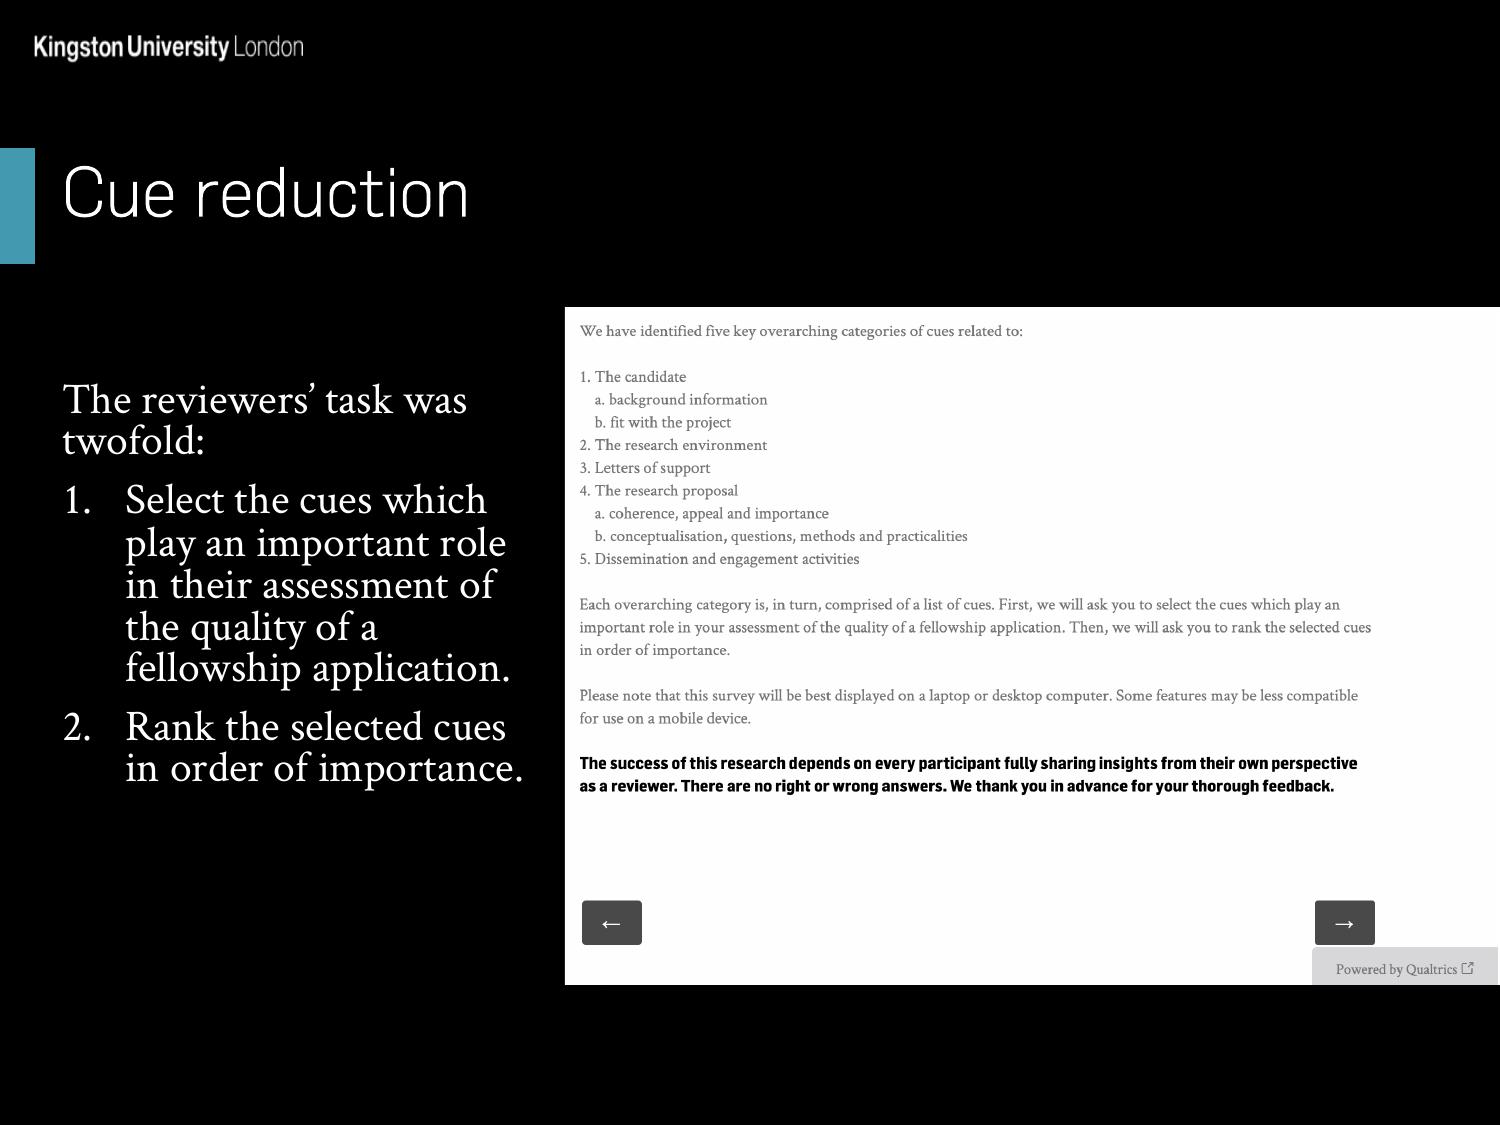 Kingston University London
Cue reduction
The reviewers’ task was
twofold:
1. Select the cues which
play an important role
in their assessment of
the quality of a
fellowship application.
2. Rank the selected cues
in order of importance.
We have identified five key overarching categories of cues related to:
1. The candidate
a. background information
b. fit with the project
2. The research environment
3. Letters of support
4. The research proposal
a. coherence, appeal and importance
b. conceptualisation, questions, methods and practicalities
5. Dissemination and engagement activities
Each overarching category is, in turn, comprised of a list of cues. First, we will ask you to select the cues which play an
important role in your assessment of the quality of a fellowship application. Then, we will ask you to rank the selected cues
in order of importance.
Please note that this survey will be best displayed on a laptop or desktop computer. Some features may be less compatible
for use on a mobile device.
The success of this research depends on every participant fully sharing insights from their own perspective
as a reviewer. There are no right or wrong answers. We thank you in advance for your thorough feedback.
← →
Powered by Qualtrics